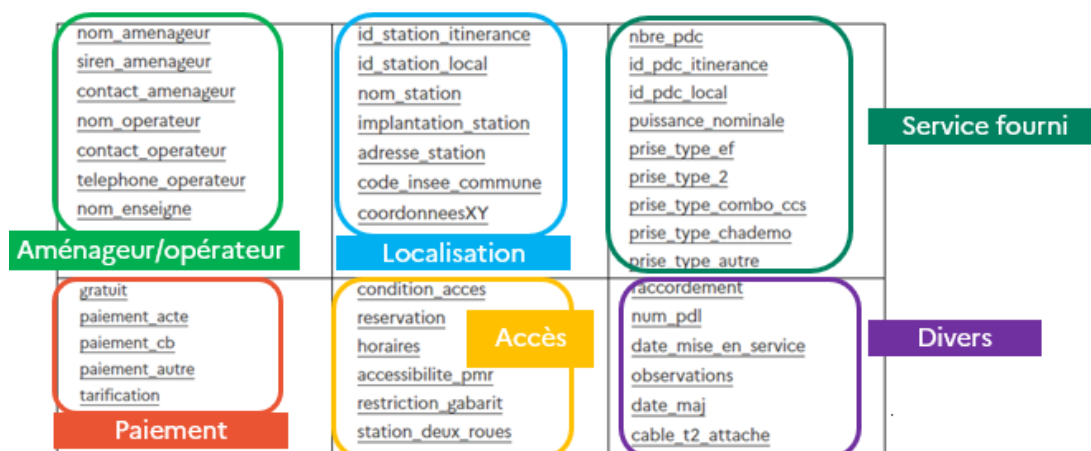 nom_amenageur
siren_amenageur
contact_amenageur
nom_operateur
contact_operateur
telephone_operateur
nom_enseigne
Aménageur/opérateur
id_station_itinerance
id_station_local
nom_station
implantation_station
adresse_station
code_insee_commune
coordonneesXY
Localisation
nbre_pdc
id_pdc_itinerance
id_pdc_local
puissance_nominale
prise_type_ef
prise_type_2
prise_type_combo_ccs
prise_type_chademo
prise_type_autre
Service fourni
gratuit
paiement_acte
paiement_cb
paiement_autre
tarification
Paiement
condition_acces
reservation
horaires
accessibilite_pmr
restriction_gabarit
station_deux_roues
Accès
raccordement
num_pdl
date_mise_en_service
observations
date_maj
cable_t2_attache
Divers
.